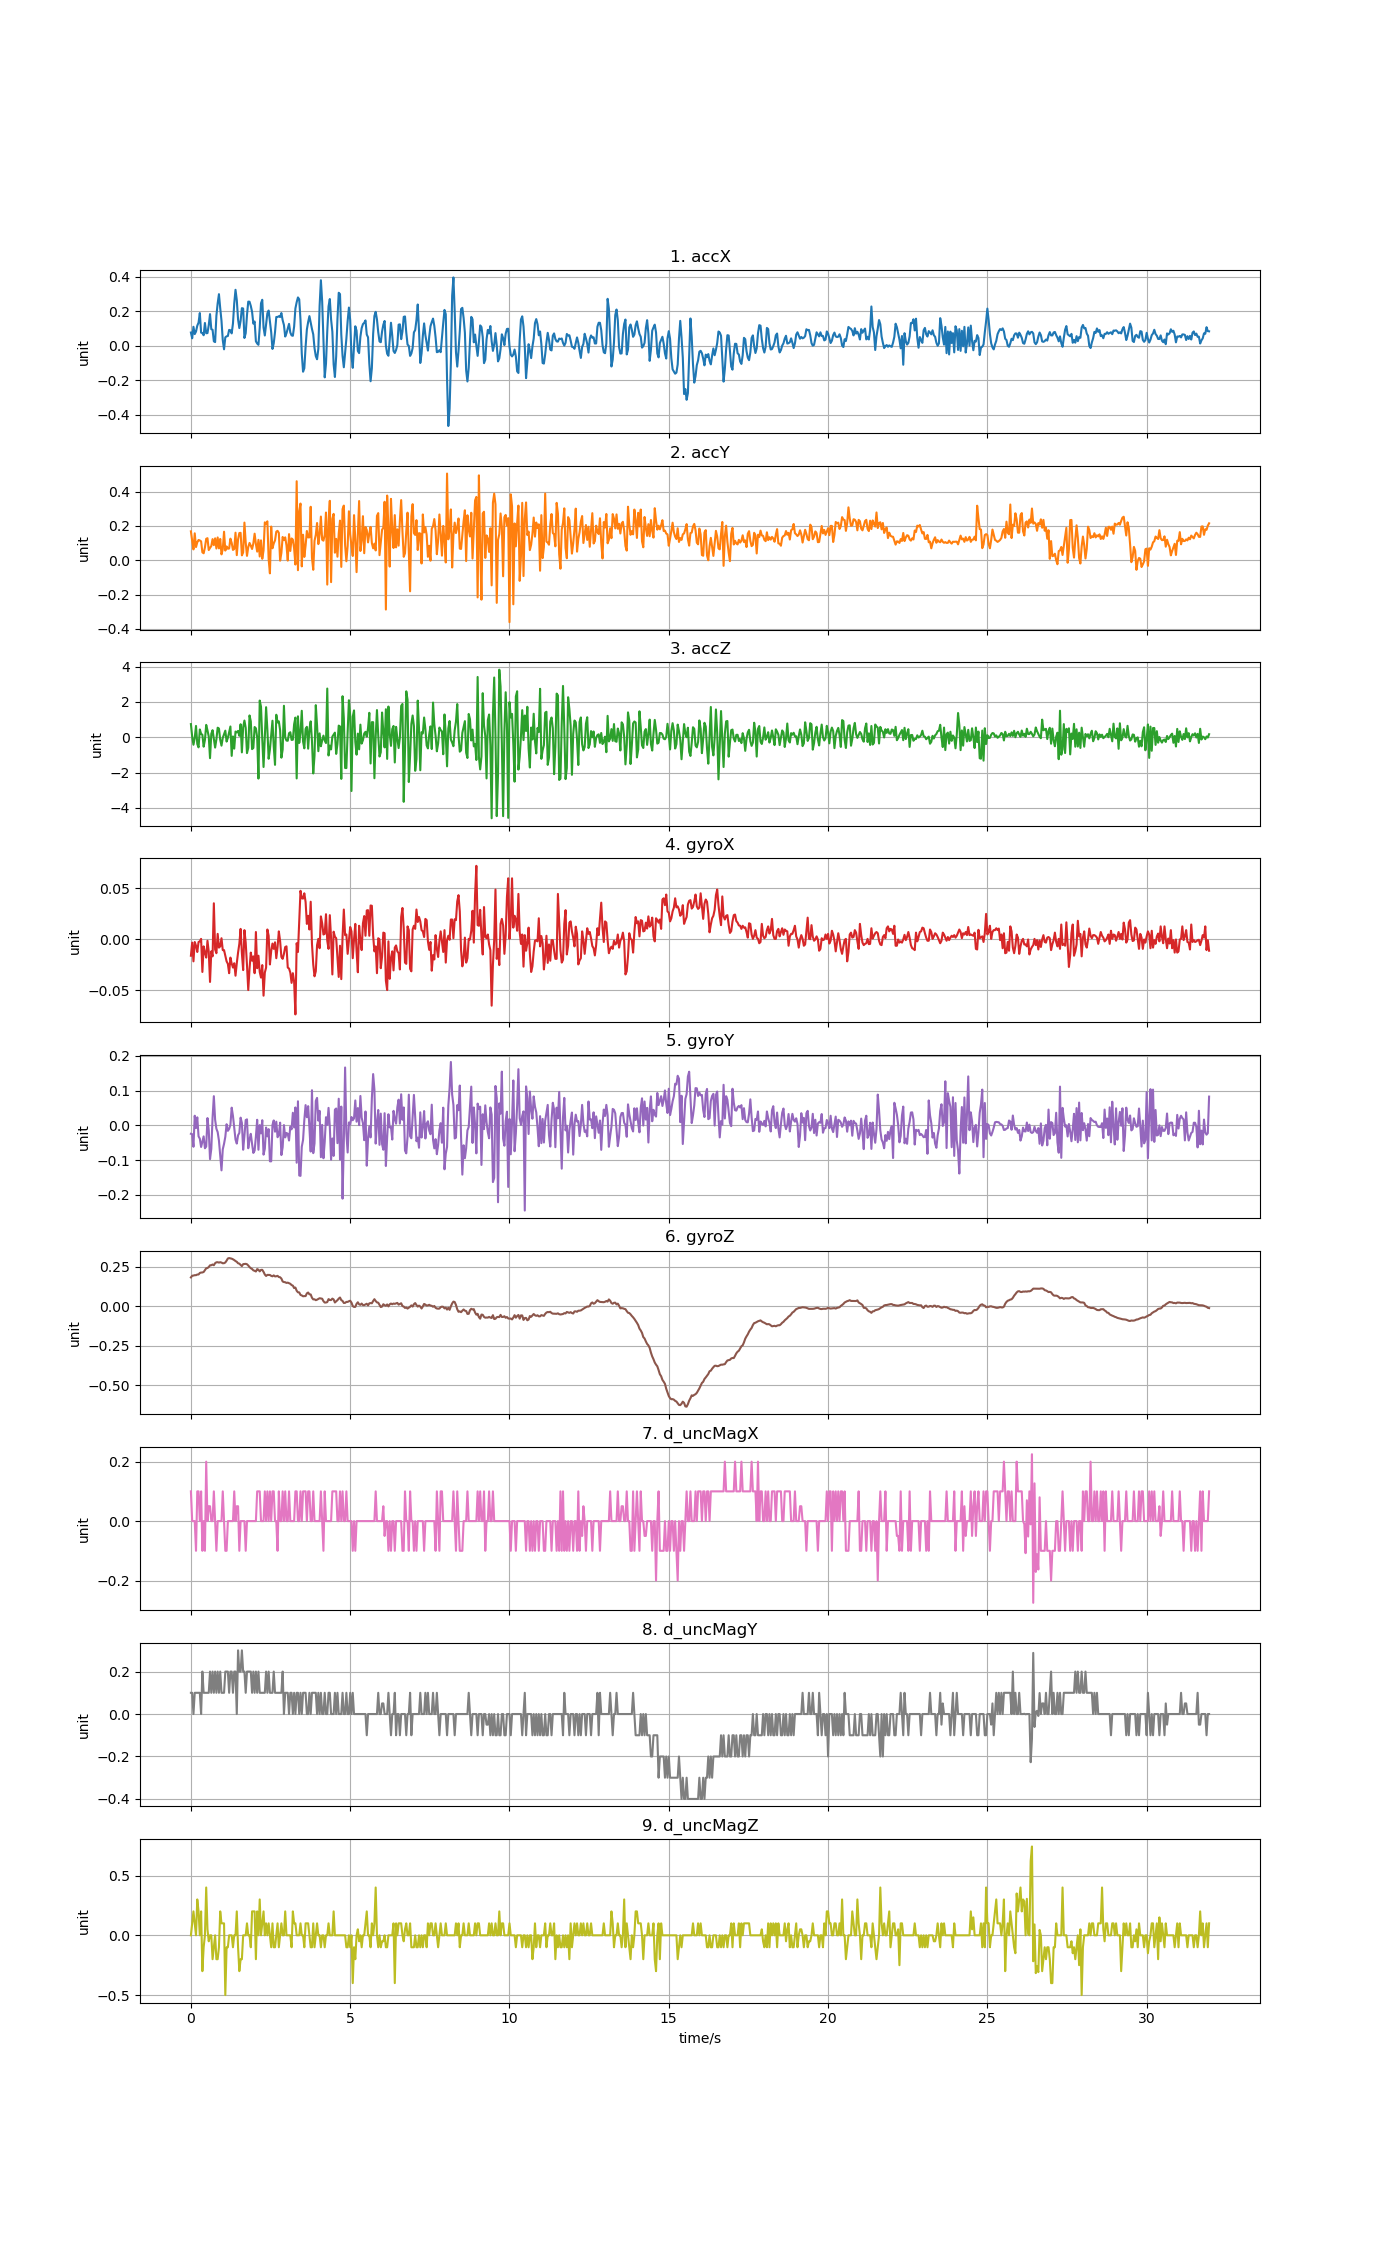 1. accX
0.4
0.2
0.0
−0.2
−0.4
unit
2. accY
0.4
0.2
0.0
−0.2
−0.4
unit
3. accZ
4
2
0
−2
−4
unit
4. gyroX
0.05
0.00
−0.05
unit
5. gyroY
0.2
0.1
0.0
−0.1
−0.2
unit
6. gyroZ
0.25
0.00
−0.25
−0.50
unit
7. d_uncMagX
0.2
0.0
−0.2
unit
8. d_uncMagY
0.2
0.0
−0.2
−0.4
unit
9. d_uncMagZ
0.5
0.0
−0.5
unit
0 5 10 15 20 25 30
time/s